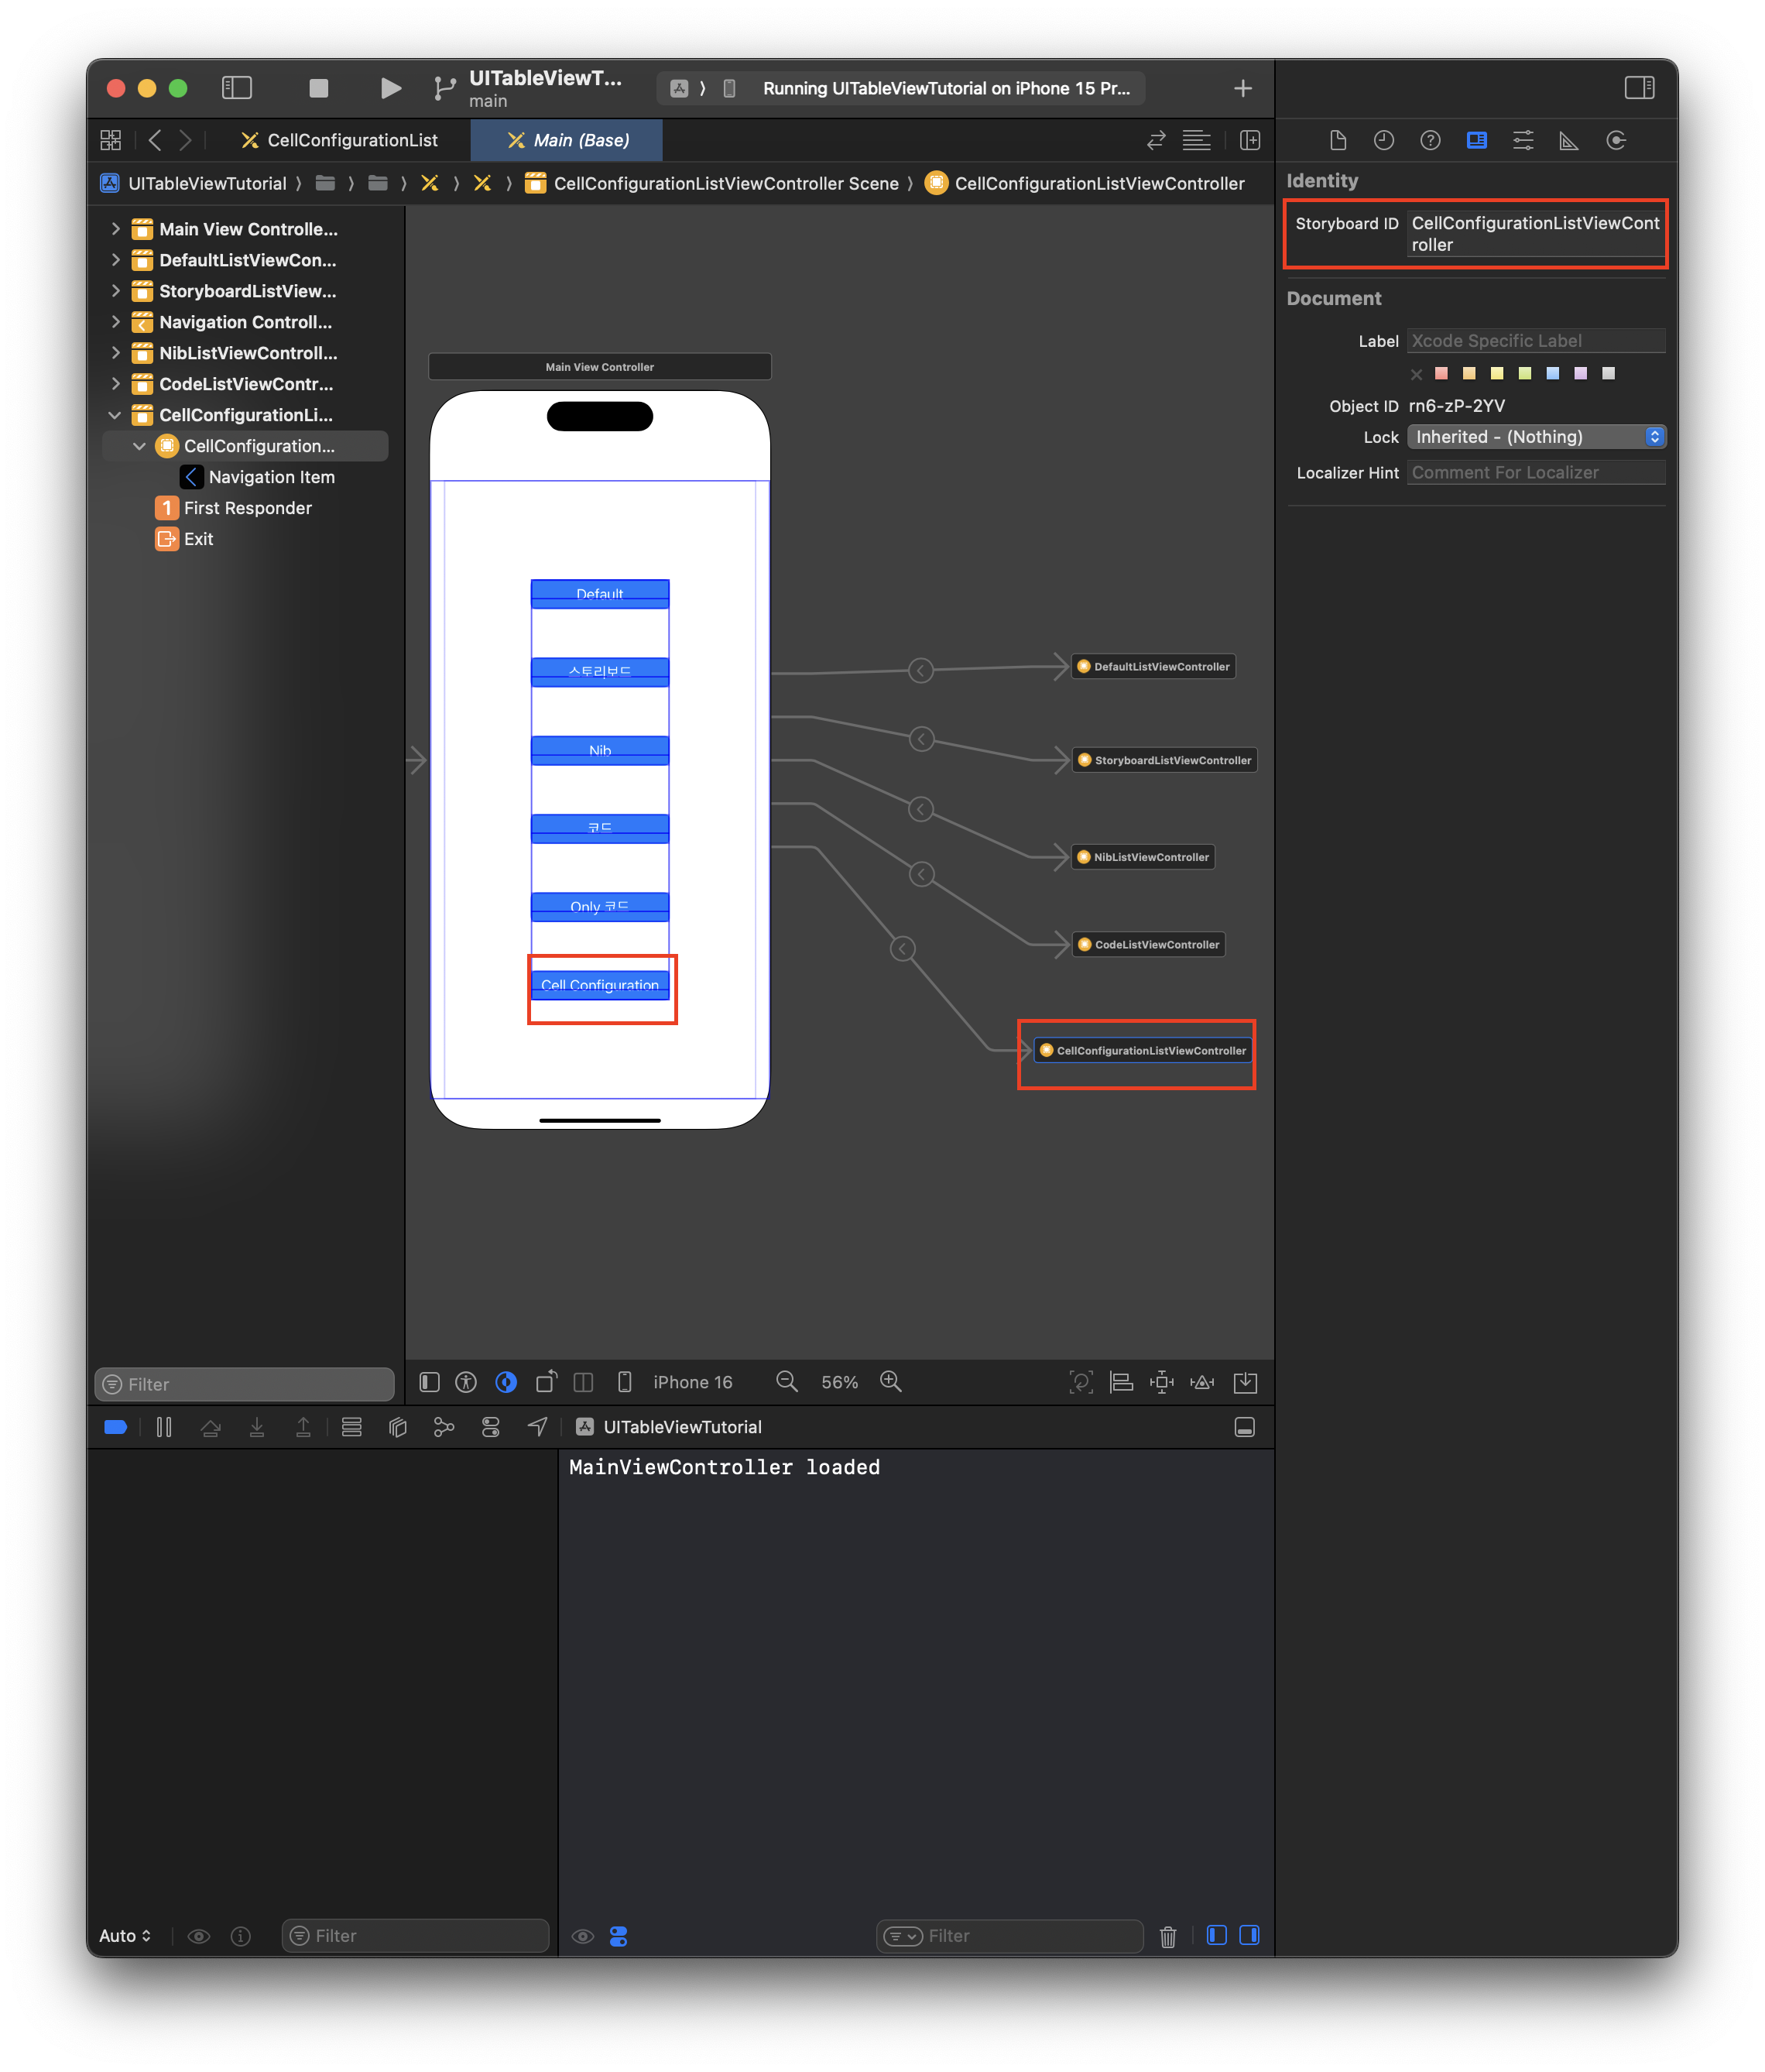 UITableViewT...
main
Running UITableViewTutorial on iPhone 15 Pr...
CellConfigurationList
Main (Base)
UITableViewTutorial
CellConfigurationListViewController Scene
CellConfigurationListViewController
Main View Controlle...
DefaultListViewCon...
StoryboardListView...
Navigation Controll...
NibListViewControll...
CodeListViewContr...
CellConfigurationLi...
CellConfiguration...
Navigation Item
First Responder
Exit
Filter
Main View Controller
Default
스토리보드
Nib
코드
Only 코드
Cell Configuration
DefaultListViewController
StoryboardListViewController
NibListViewController
CodeListViewController
CellConfigurationListViewController
iPhone 16
56%
Identity
Storyboard ID
CellConfigurationListViewCont
roller
Document
Label
Xcode Specific Label
Object ID
rn6-zP-2YV
Lock
Inherited - (Nothing)
Localizer Hint
Comment For Localizer
UITableViewTutorial
MainViewController loaded
Auto
Filter
Filter